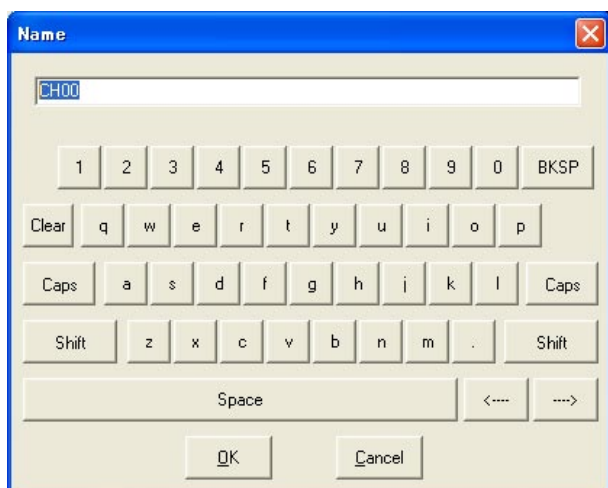 Name
CH00
1 2 3 4 5 6 7 8 9 0 BKSP
Clear q w e r t y u i o p
Caps a s d f g h j k l Caps
Shift z x c v b n m . Shift
Space <---- ---->
OK Cancel